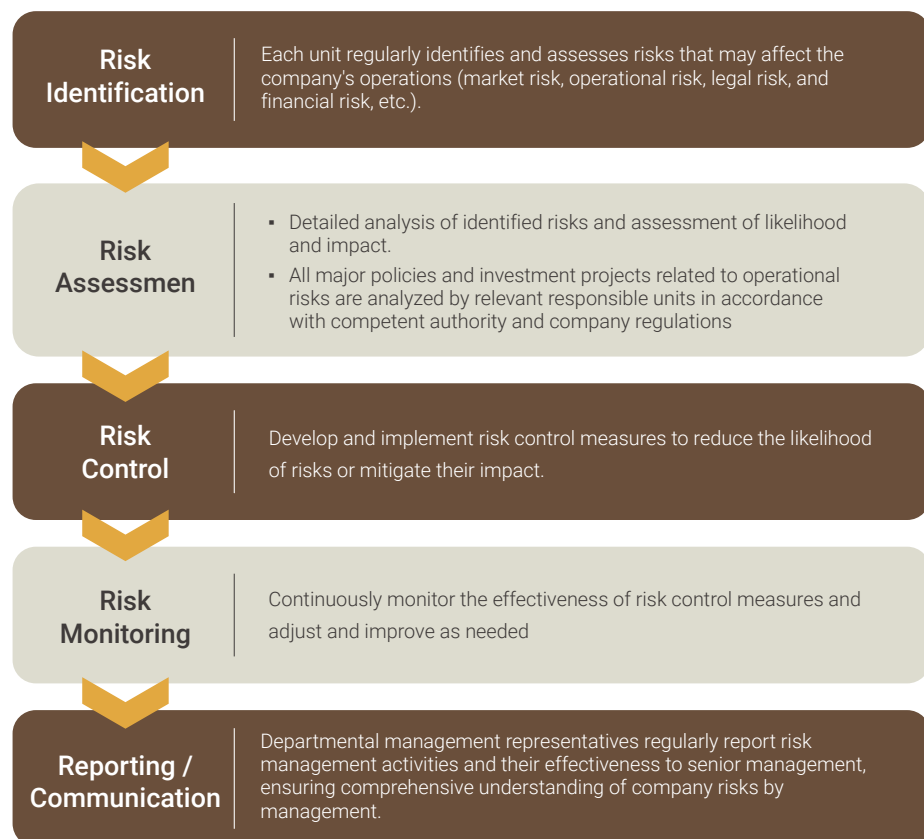 Risk
Identification
Each unit regularly identifies and assesses risks that may affect the
company's operations (market risk, operational risk, legal risk, and
financial risk, etc.).
Risk
Assessmen
▪ Detailed analysis of identified risks and assessment of likelihood
and impact.
▪ All major policies and investment projects related to operational
risks are analyzed by relevant responsible units in accordance
with competent authority and company regulations
Risk
Control
Develop and implement risk control measures to reduce the likelihood
of risks or mitigate their impact.
Risk
Monitoring
Continuously monitor the effectiveness of risk control measures and
adjust and improve as needed
Reporting /
Communication
Departmental management representatives regularly report risk
management activities and their effectiveness to senior management,
ensuring comprehensive understanding of company risks by
management.